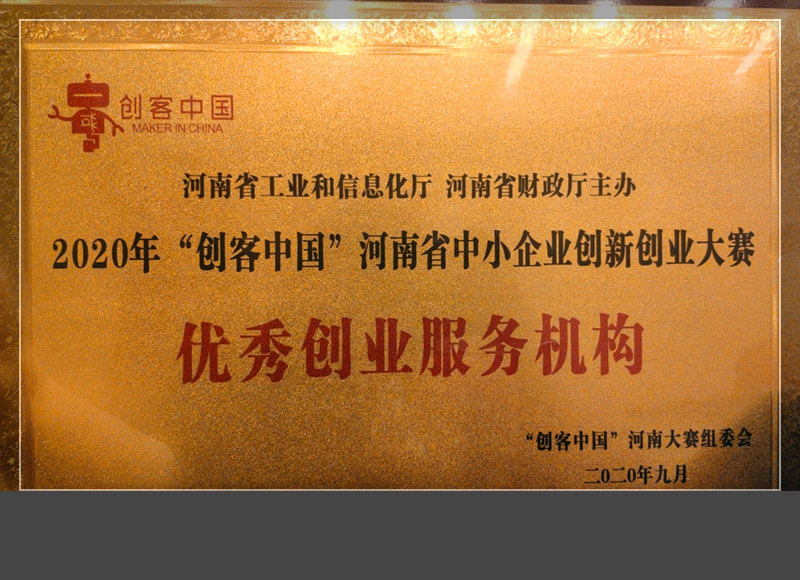 创客中国
MAKER IN CHINA
河南省工业和信息化厅 河南省财政厅主办
2020年“创客中国”河南省中小企业创新创业大赛
优秀创业服务机构
“创客中国”河南大赛组委会
二〇二〇年九月